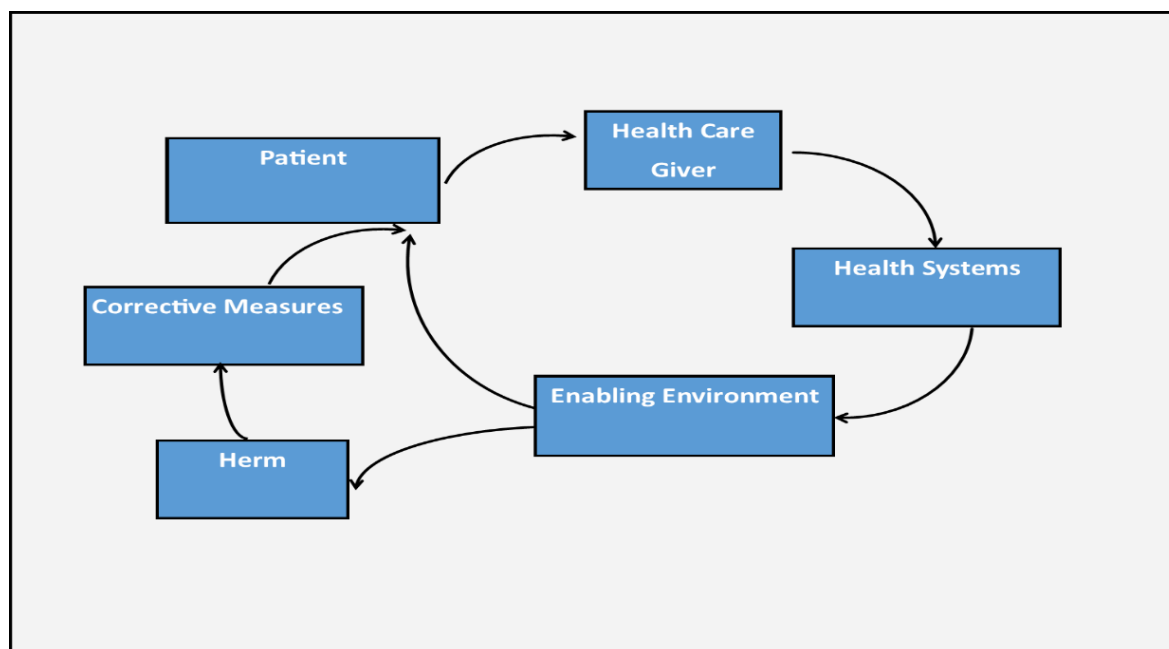 Patient
Health Care
Giver
Health Systems
Corrective Measures
Enabling Environment
Herm